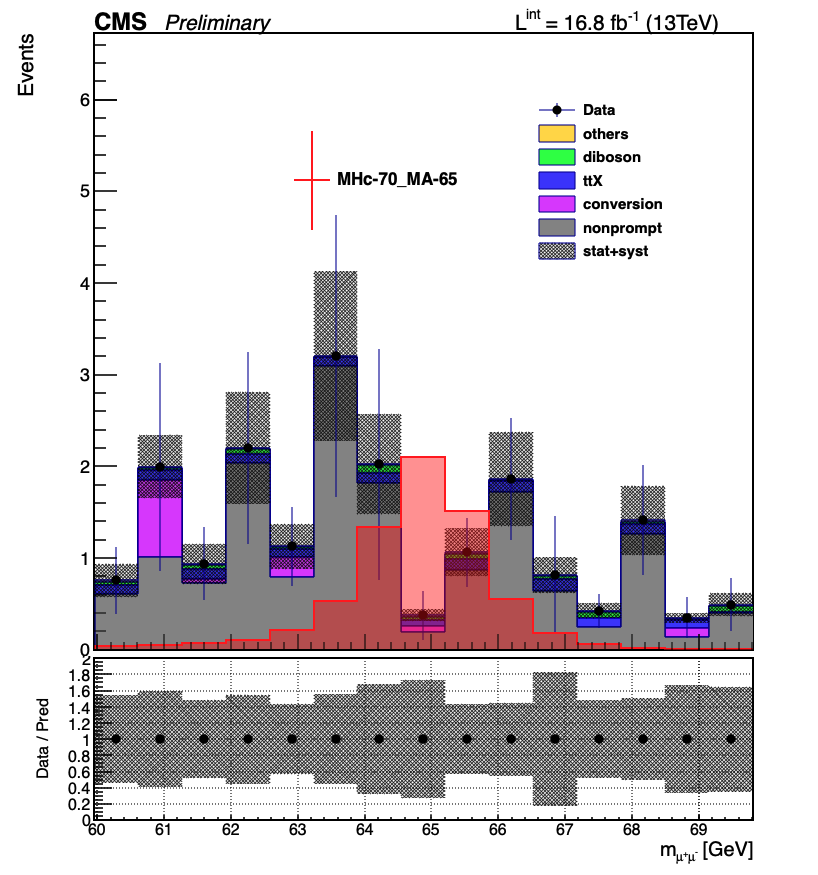 CMS Preliminary L^int = 16.8 fb^-1 (13TeV)
Events
6
5
4
3
2
1
0
Data
others
diboson
ttX
conversion
nonprompt
stat+syst
MHc-70_MA-65
Data / Pred
2
1.8
1.6
1.4
1.2
1
0.8
0.6
0.4
0.2
0
60 61 62 63 64 65 66 67 68 69
m_μ+μ- [GeV]